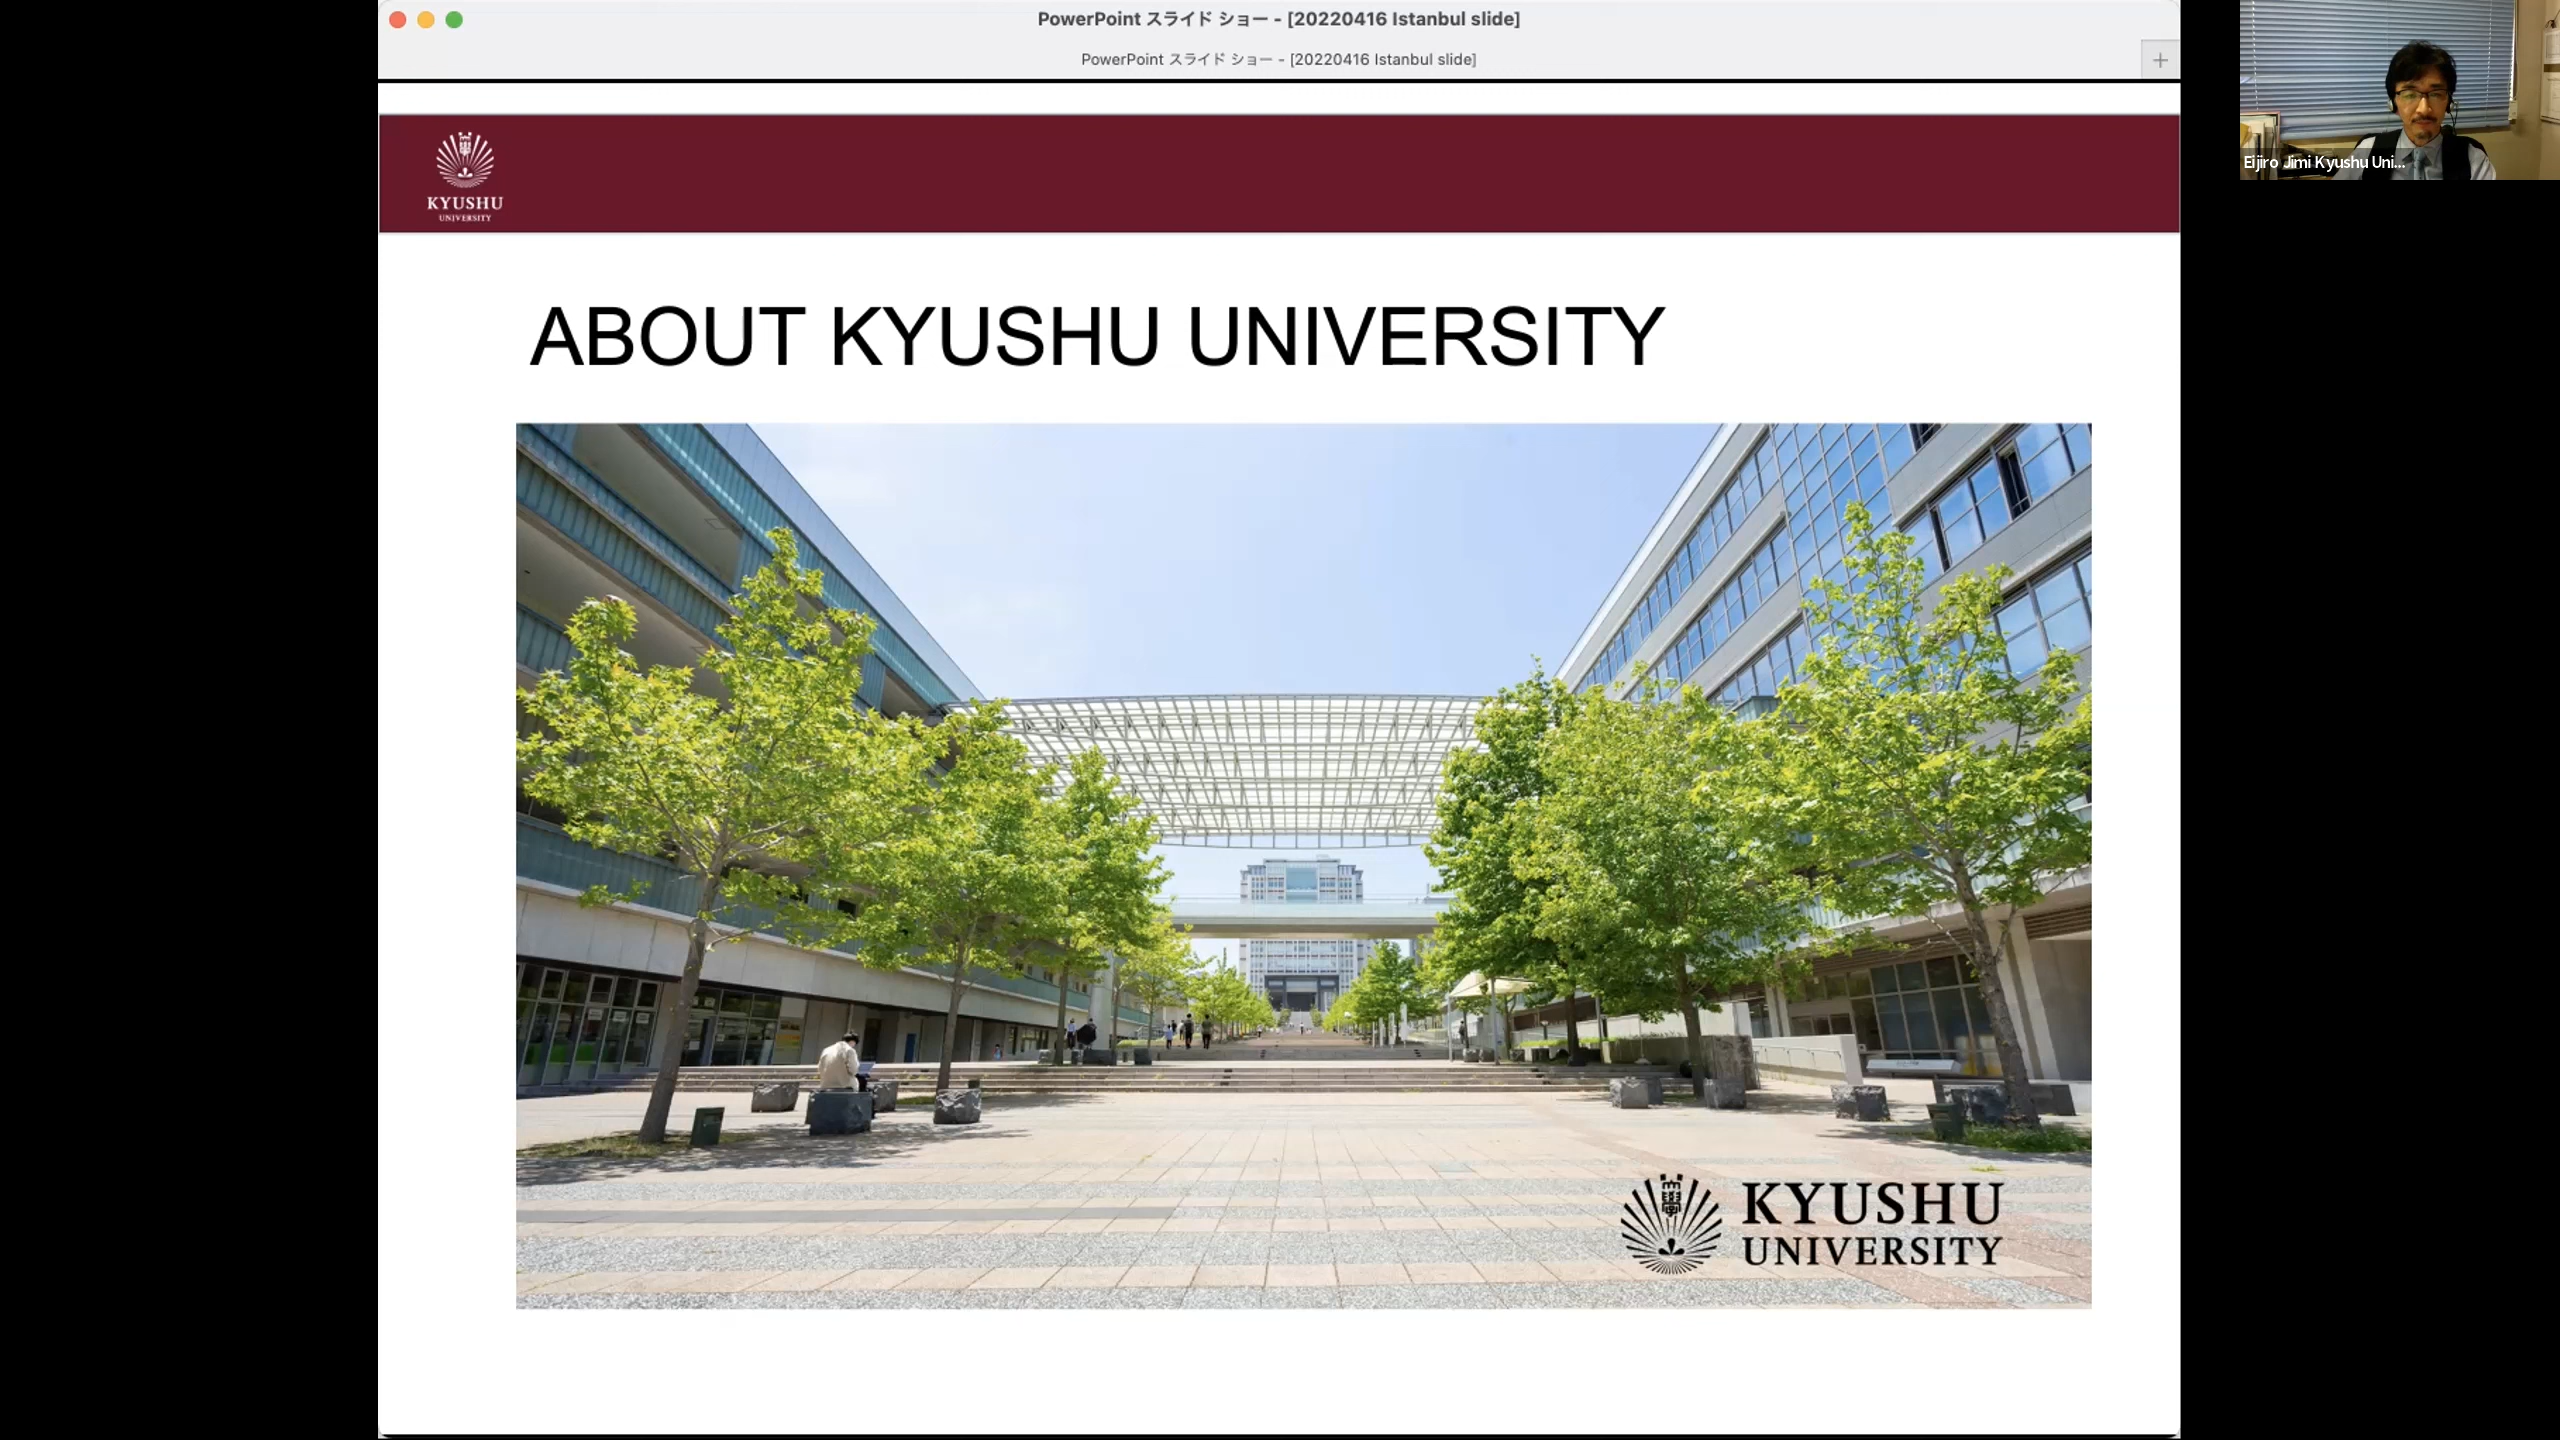 PowerPoint スライド ショー - [20220416 Istanbul slide]
PowerPoint スライド ショー - [20220416 Istanbul slide]
Eijiro Jimi Kyushu Uni...
KYUSHU
UNIVERSITY
ABOUT KYUSHU UNIVERSITY
KYUSHU
UNIVERSITY